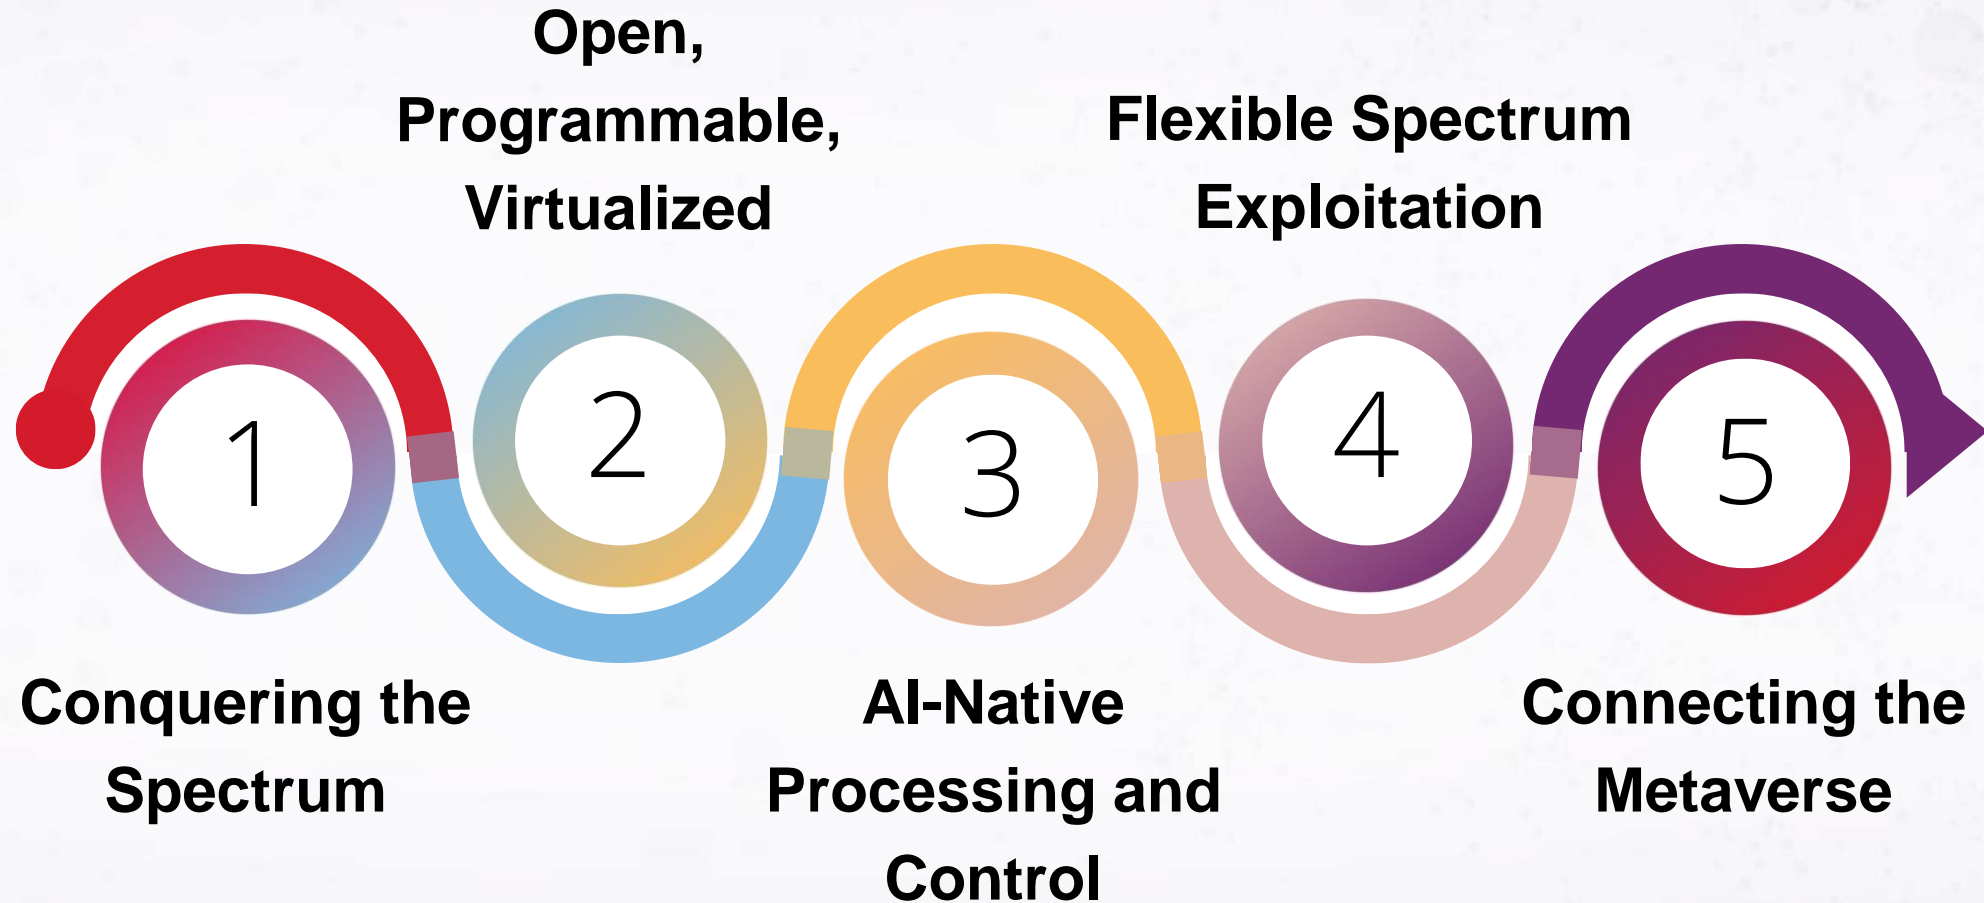 1
Conquering the
Spectrum
2
Open,
Programmable,
Virtualized
3
AI-Native
Processing and
Control
4
Flexible Spectrum
Exploitation
5
Connecting the
Metaverse